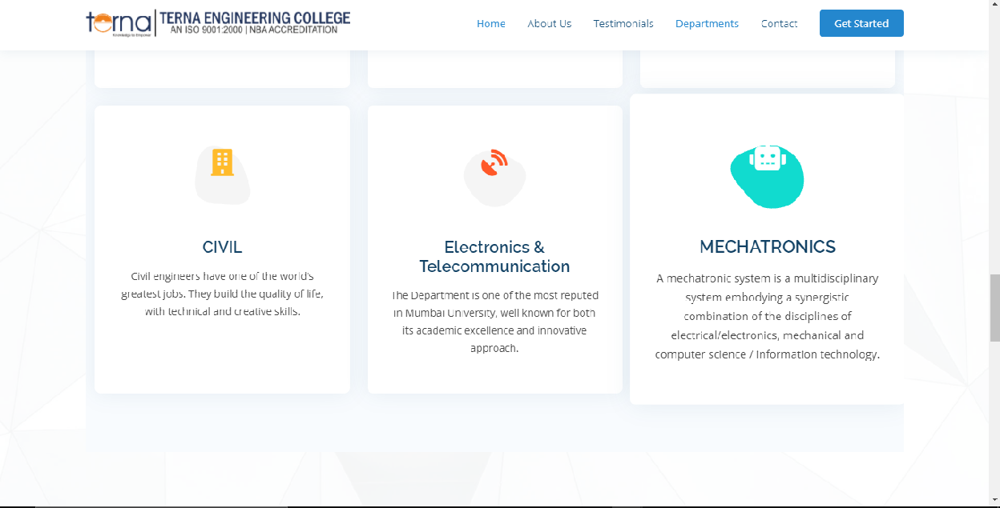 terna
Knowledge to Empower
TERNA ENGINEERING COLLEGE
AN ISO 9001:2000 | NBA ACCREDITATION
Home
About Us
Testimonials
Departments
Contact
Get Started
CIVIL
Civil engineers have one of the world's
greatest jobs. They build the quality of life,
with technical and creative skills.
Electronics &
Telecommunication
The Department is one of the most reputed
in Mumbai University, well known for both
its academic excellence and innovative
approach.
MECHATRONICS
A mechatronic system is a multidisciplinary
system embodying a synergistic
combination of the disciplines of
electrical/electronics, mechanical and
computer science / information technology.